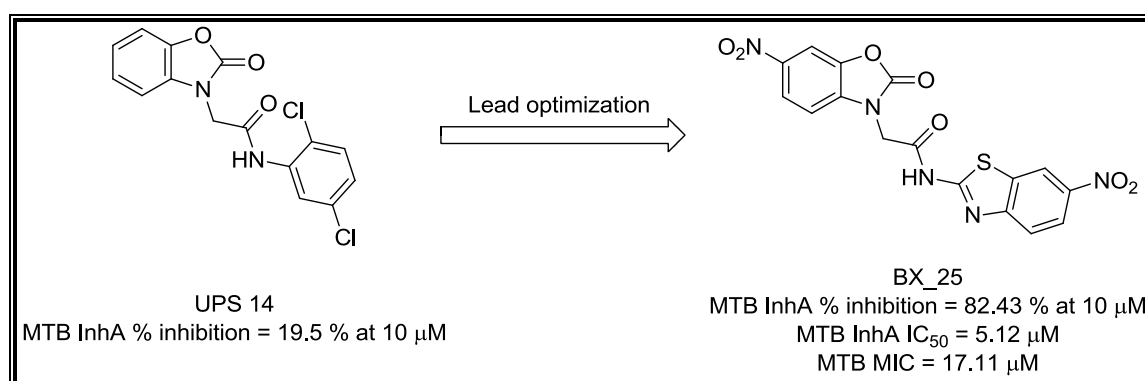 O
O
N
O
Cl
HN
Cl
UPS 14
MTB InhA % inhibition = 19.5 % at 10 μM
Lead optimization
O₂N
O
O
N
O
S
HN
NO₂
N
BX_25
MTB InhA % inhibition = 82.43 % at 10 μM
MTB InhA IC₅₀ = 5.12 μM
MTB MIC = 17.11 μM